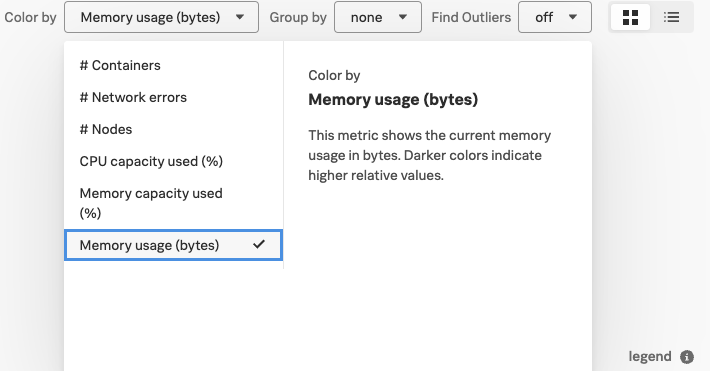 Color by Memory usage (bytes) Group by none Find Outliers off
# Containers
# Network errors
# Nodes
CPU capacity used (%)
Memory capacity used
(%)
Memory usage (bytes)
Color by
Memory usage (bytes)
This metric shows the current memory
usage in bytes. Darker colors indicate
higher relative values.
legend